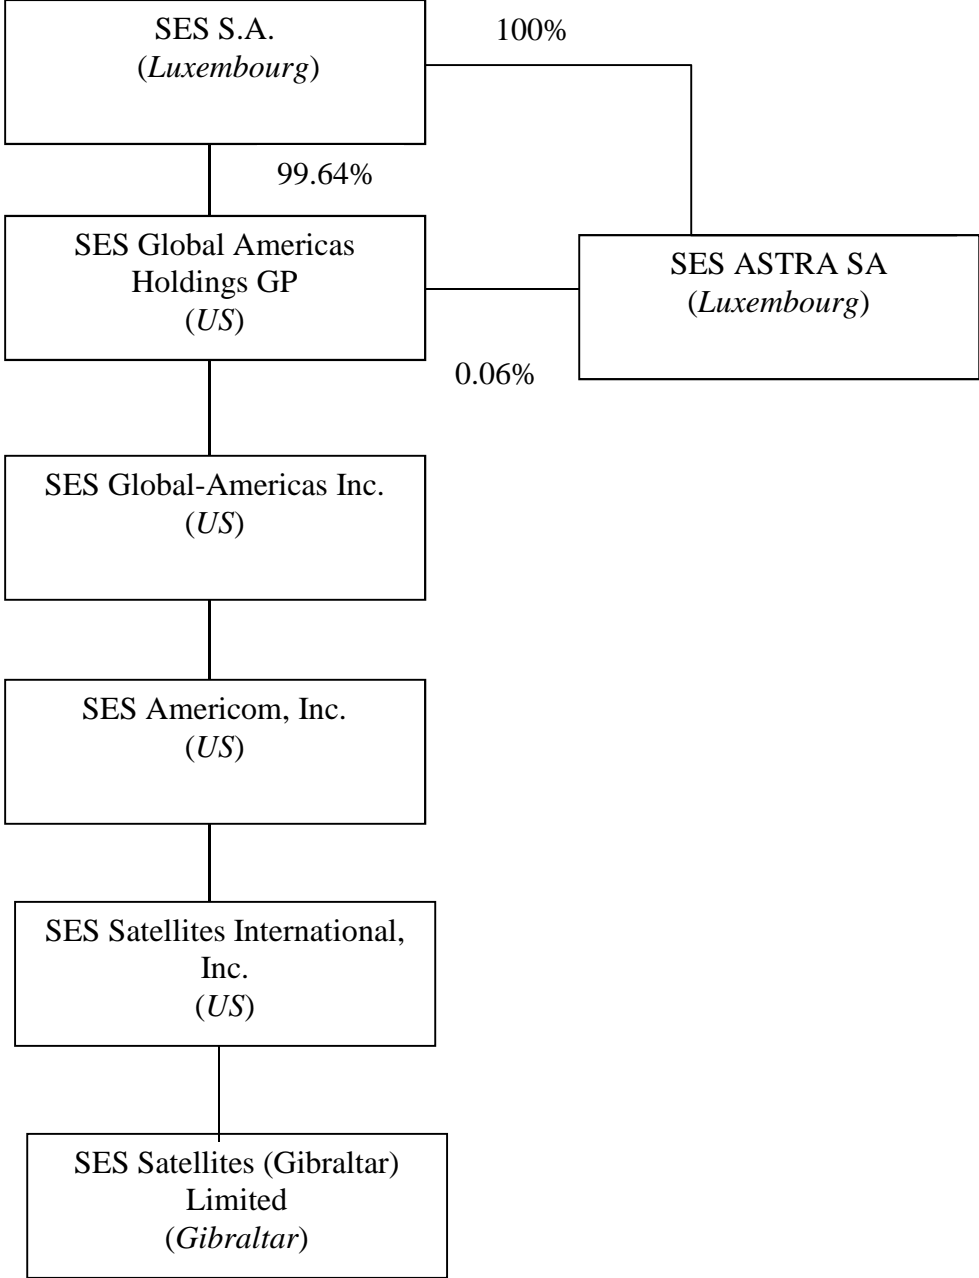 SES S.A.
(Luxembourg)
100%
99.64%
SES Global Americas
Holdings GP
(US)
SES ASTRA SA
(Luxembourg)
0.06%
SES Global-Americas Inc.
(US)
SES Americom, Inc.
(US)
SES Satellites International,
Inc.
(US)
SES Satellites (Gibraltar)
Limited
(Gibraltar)